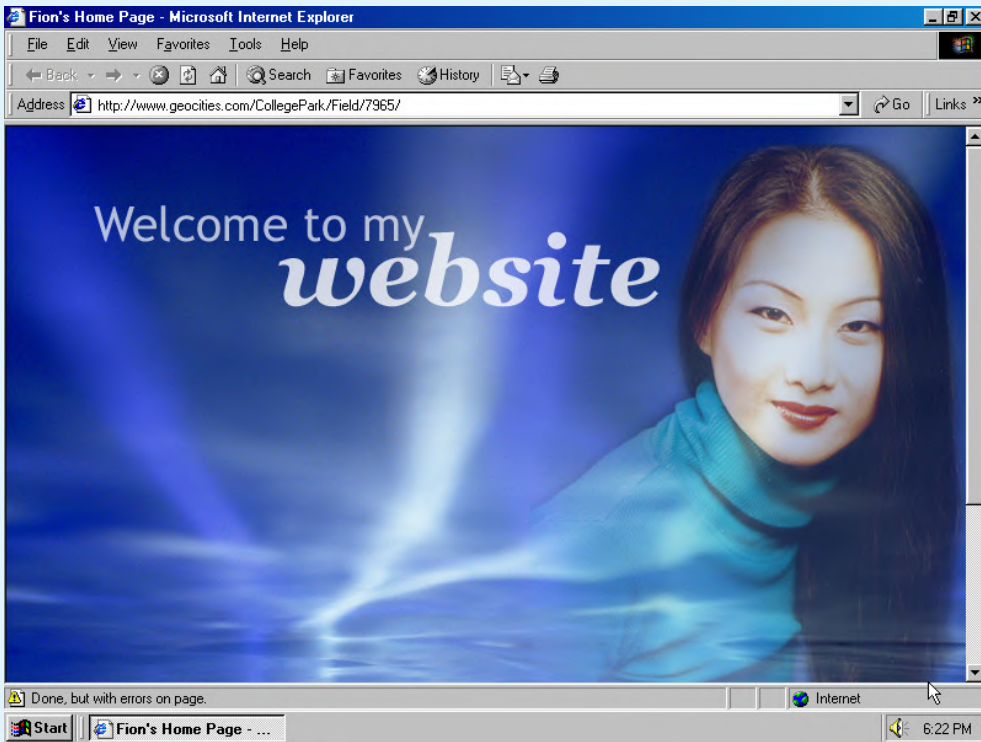 Fion's Home Page - Microsoft Internet Explorer
File Edit View Favorites Tools Help
Back Search Favorites History
Address http://www.geocities.com/CollegePark/Field/7965/ Go Links »
Welcome to my
website
Done, but with errors on page. Internet
Start Fion's Home Page - ... 6:22 PM